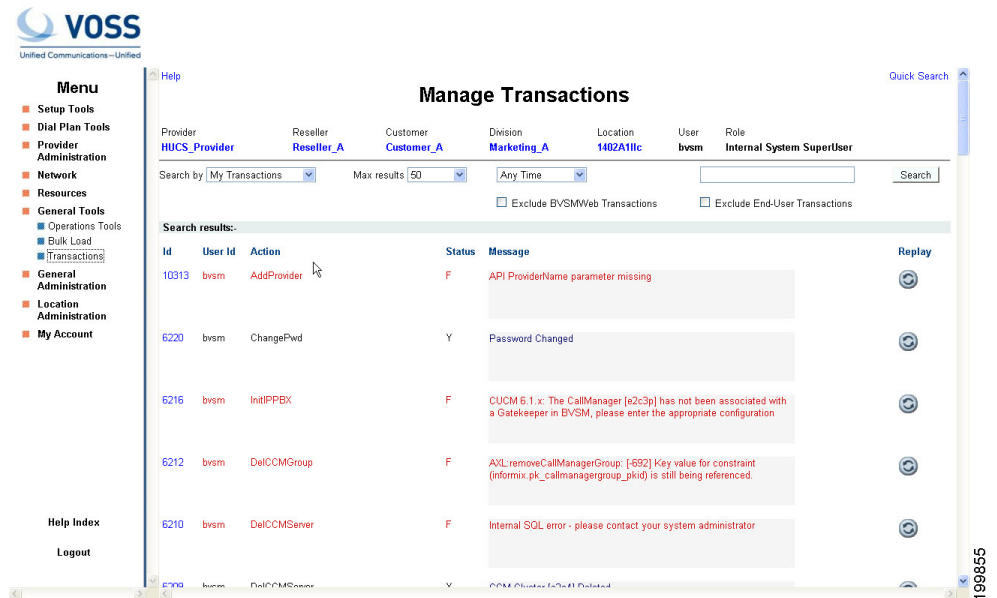 VOSS
Unified Communications–Unified
Menu
Setup Tools
Dial Plan Tools
Provider
Administration
Network
Resources
General Tools
Operations Tools
Bulk Load
Transactions
General
Administration
Location
Administration
My Account
Help Index
Logout
Help
Quick Search
Manage Transactions
Provider Reseller Customer Division Location User Role
HUCS_Provider Reseller_A Customer_A Marketing_A bvsm Internal System SuperUser
Search by My Transactions Max results 50 Any Time Search
Exclude BVSMWeb Transactions Exclude End-User Transactions
Search results:-
Id User Id Action Status Message Replay
10313 bvsm AddProvider F API ProviderName parameter missing
6220 bvsm ChangePwd Y Password Changed
6216 bvsm InitIPPBX F CUCM 6.1.x: The CallManager [e2c3p] has not been associated with
a Gatekeeper in BVSM, please enter the appropriate configuration
6212 bvsm DelCCMGroup F AXL:removeCallManagerGroup: [-692] Key value for constraint
(informix.pk_callmanagergroup_pkid) is still being referenced.
6210 bvsm DelCCMServer F Internal SQL error - please contact your system administrator
6209 bvsm DelCCMServer Y CCM Cluster Deleted
199855